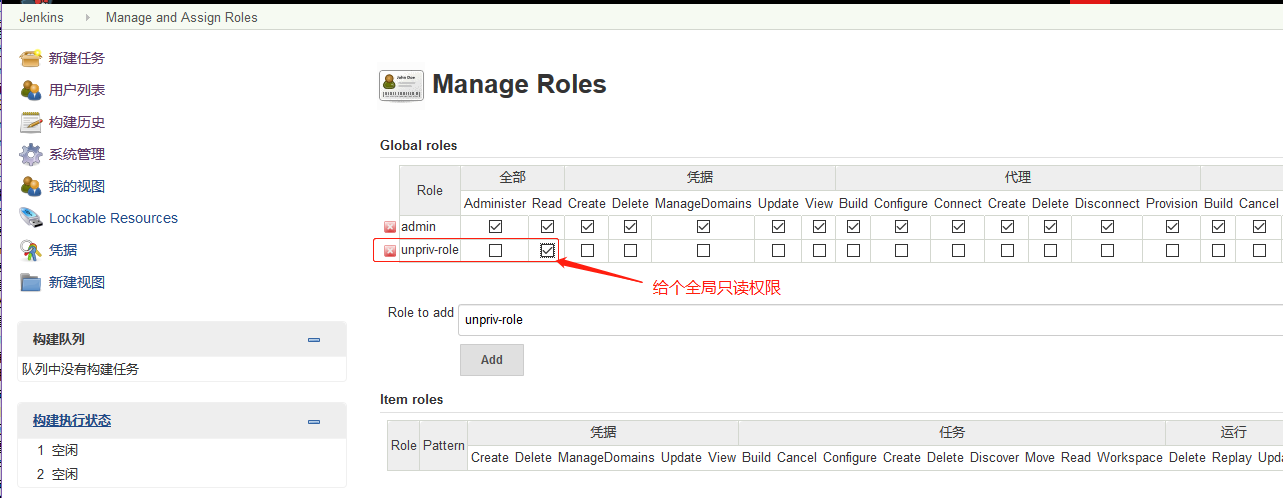 Jenkins Manage and Assign Roles
新建任务
用户列表
构建历史
系统管理
我的视图
Lockable Resources
凭据
新建视图
构建队列
队列中没有构建任务
构建执行状态
1 空闲
2 空闲
Manage Roles
Global roles
Role 全部 凭据 代理
Administer Read Create Delete ManageDomains Update View Build Configure Connect Create Delete Disconnect Provision Build Cancel
admin
unpriv-role
给个全局只读权限
Role to add unpriv-role
Add
Item roles
Role Pattern 凭据 任务 运行
Create Delete ManageDomains Update View Build Cancel Configure Create Delete Discover Move Read Workspace Delete Replay Upda